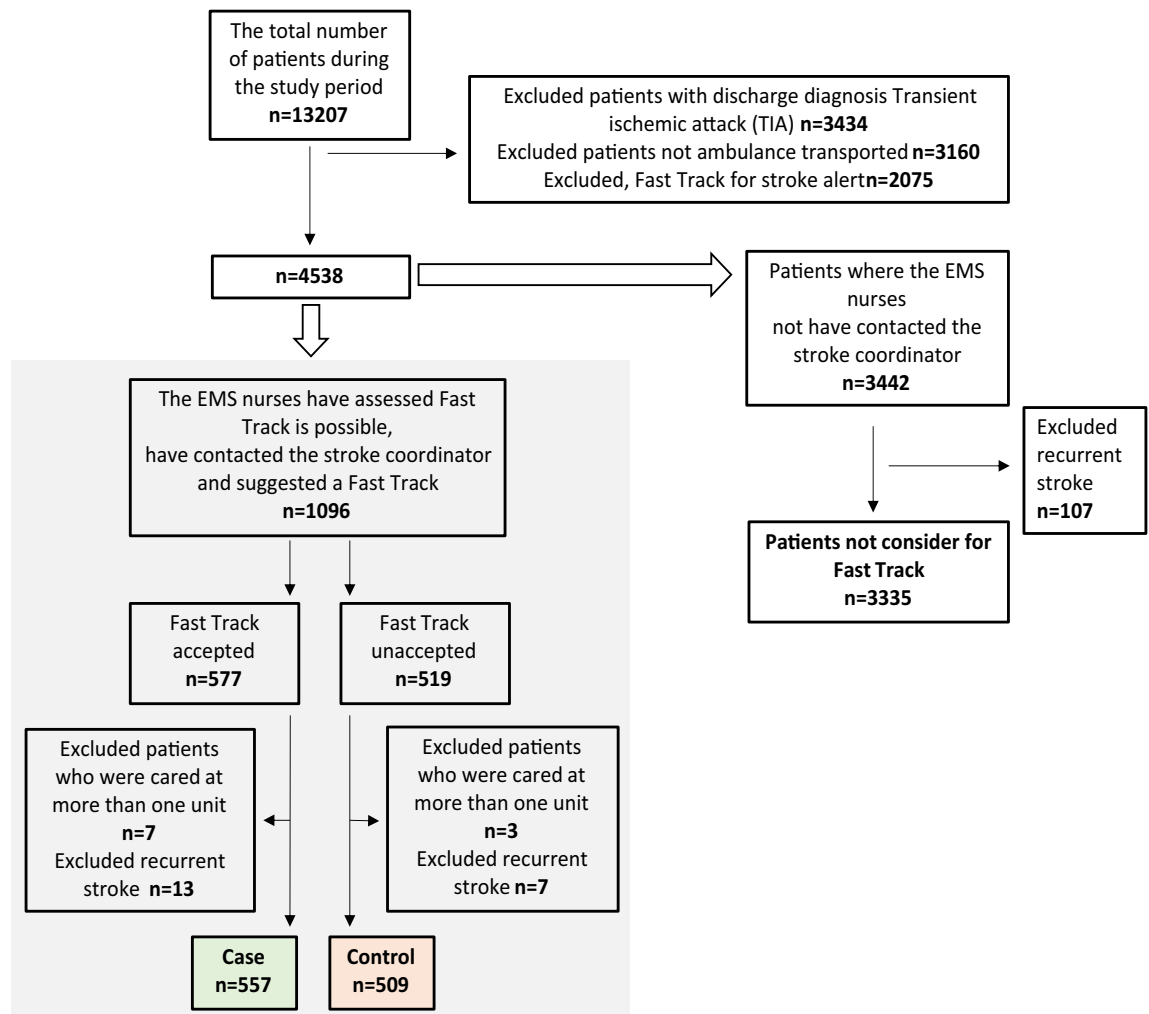 The total number
of patients during
the study period
n=13207
Excluded patients with discharge diagnosis Transient
ischemic attack (TIA) n=3434
Excluded patients not ambulance transported n=3160
Excluded, Fast Track for stroke alertn=2075
n=4538
Patients where the EMS
nurses
not have contacted the
stroke coordinator
n=3442
The EMS nurses have assessed Fast
Track is possible,
have contacted the stroke coordinator
and suggested a Fast Track
n=1096
Excluded
recurrent
stroke
n=107
Patients not consider for
Fast Track
n=3335
Fast Track
accepted
n=577
Fast Track
unaccepted
n=519
Excluded patients
who were cared at
more than one unit
n=7
Excluded recurrent
stroke n=13
Excluded patients
who were cared at
more than one unit
n=3
Excluded recurrent
stroke n=7
Case
n=557
Control
n=509